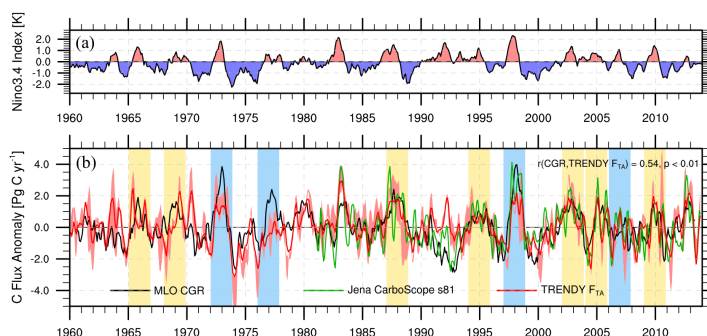 Nino3.4 Index [K]
(a)
2.0
1.0
0.0
-1.0
-2.0
1960 1965 1970 1975 1980 1985 1990 1995 2000 2005 2010
C Flux Anomaly [Pg C yr⁻¹]
(b)
r(CGR,TRENDY F_TA) = 0.54, p < 0.01
4.0
2.0
0.0
-2.0
-4.0
MLO CGR Jena CarboScope s81 TRENDY F_TA
1960 1965 1970 1975 1980 1985 1990 1995 2000 2005 2010